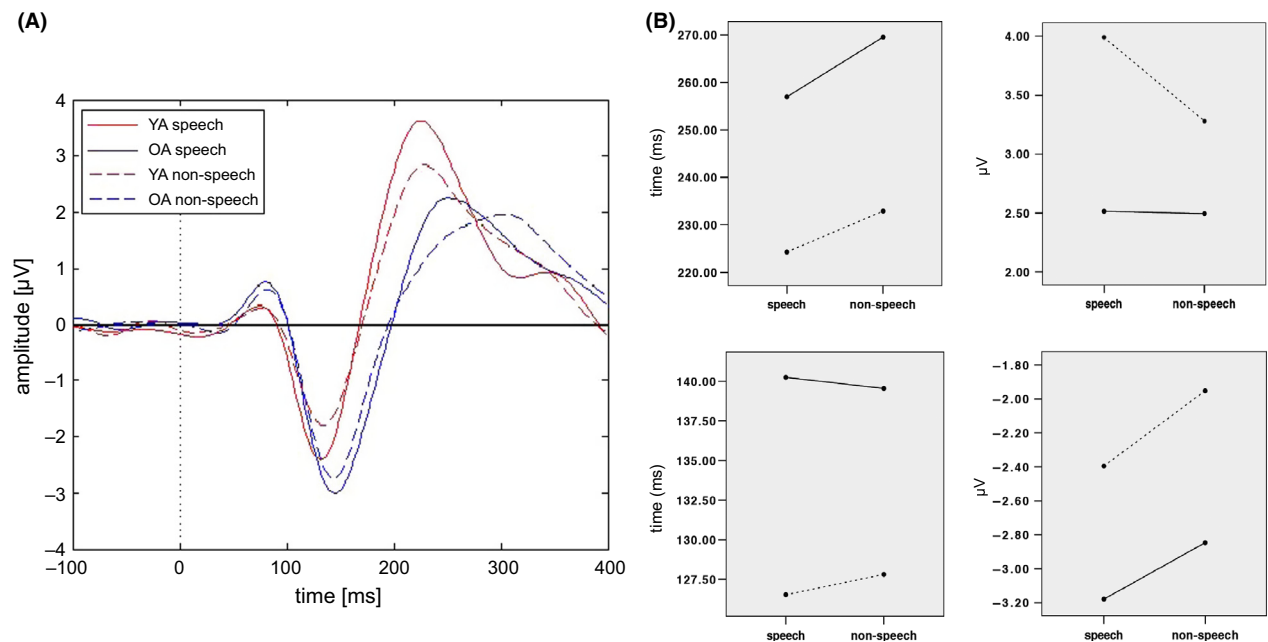 (A)
4
3
2
1
0
–1
–2
–3
–4
amplitude [µV]
YA speech
OA speech
YA non-speech
OA non-speech
–100
0
100
200
300
400
time [ms]
(B)
270.00
260.00
250.00
240.00
230.00
220.00
time (ms)
speech
non-speech
4.00
3.50
3.00
2.50
2.00
µV
speech
non-speech
140.00
137.50
135.00
132.50
130.00
127.50
time (ms)
speech
non-speech
–1.80
–2.00
–2.20
–2.40
–2.60
–2.80
–3.00
–3.20
µV
speech
non-speech